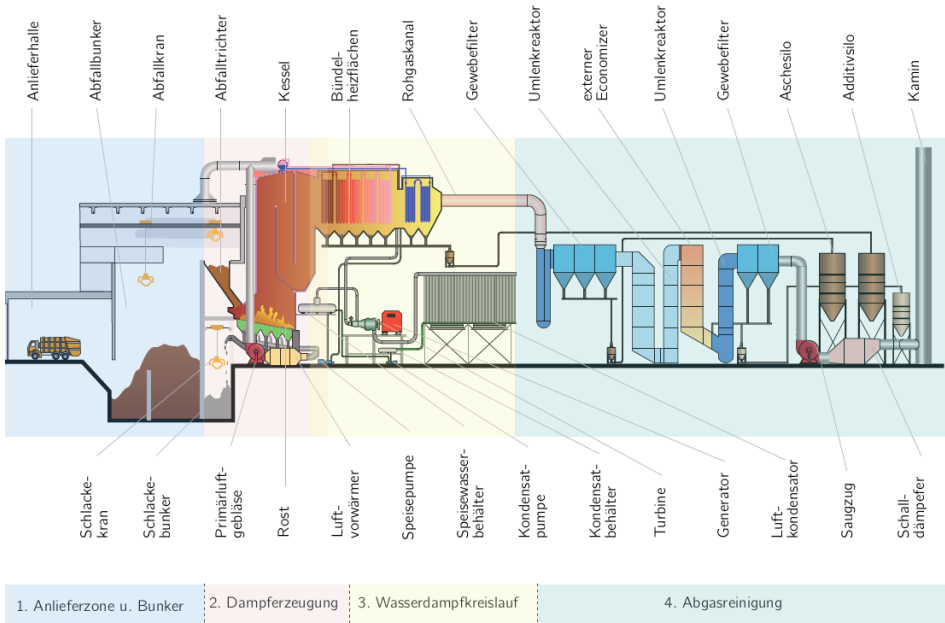 Anlieferhalle
Abfallbunker
Abfallkran
Abfalltrichter
Kessel
Bündel-
heizflächen
Rohgaskanal
Gewebefilter
Umlenkreaktor
externer
Economizer
Umlenkreaktor
Gewebefilter
Aschesilo
Additivsilo
Kamin
Schlacke-
kran
Schlacke-
bunker
Primärluft-
gebläse
Rost
Luft-
vorwärmer
Speisepumpe
Speisewasser-
behälter
Kondensat-
pumpe
Kondensat-
behälter
Turbine
Generator
Luft-
kondensator
Saugzug
Schall-
dämpefer
1. Anlieferzone u. Bunker
2. Dampferzeugung
3. Wasserdampfkreislauf
4. Abgasreinigung